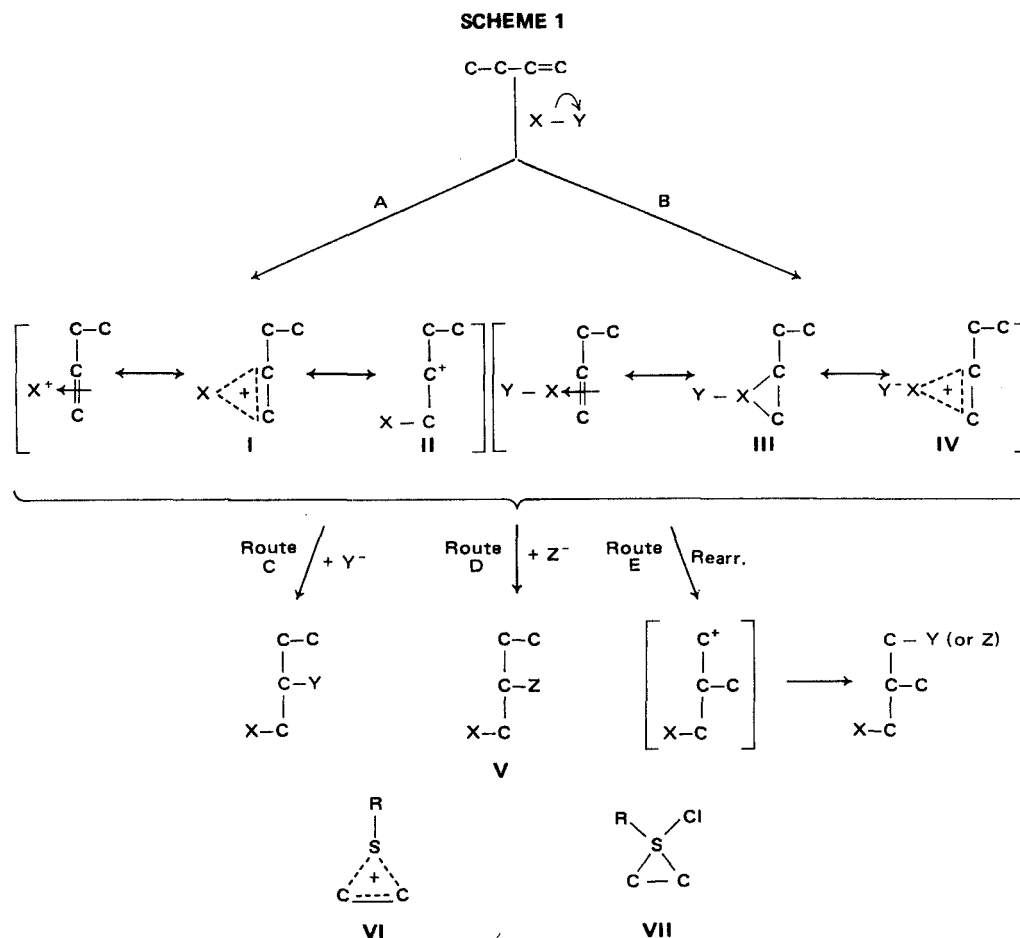 SCHEME 1
C–C–C=C
X – Y
A
B
C–C C–C C–C C–C C–C C–C
X⁺ C X C C⁺ Y – X C Y – X C Y⁻ X C
+ +
C C X – C C C C
I II III IV
Route C + Y⁻
Route D + Z⁻
Route E Rearr.
C–C C–C C⁺ C – Y (or Z)
C–Y C–Z C–C C–C
X–C X–C X–C X–C
V
R R Cl
S S
+
C C C – C
VI VII